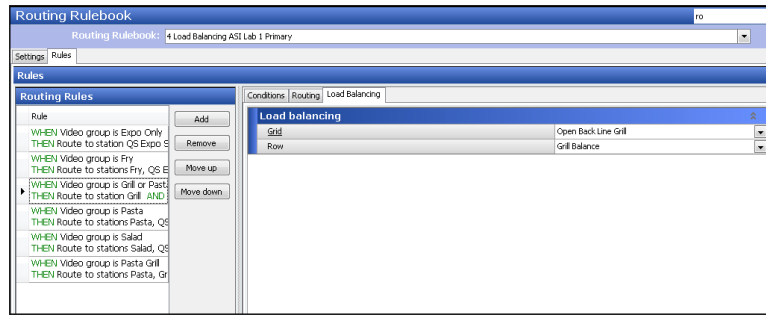 Routing Rulebook
ro
Routing Rulebook: 4 Load Balancing ASI Lab 1 Primary
Settings Rules
Rules
Routing Rules
Conditions Routing Load Balancing
Rule
Add
Load balancing
WHEN Video group is Expo Only
THEN Route to station QS Expo S
Grid Open Back Line Grill
Remove
Row Grill Balance
WHEN Video group is Fry
THEN Route to stations Fry, QS E
Move up
WHEN Video group is Grill or Past
THEN Route to station Grill AND
Move down
WHEN Video group is Pasta
THEN Route to stations Pasta, QS
WHEN Video group is Salad
THEN Route to stations Salad, QS
WHEN Video group is Pasta Grill
THEN Route to stations Pasta, Gr